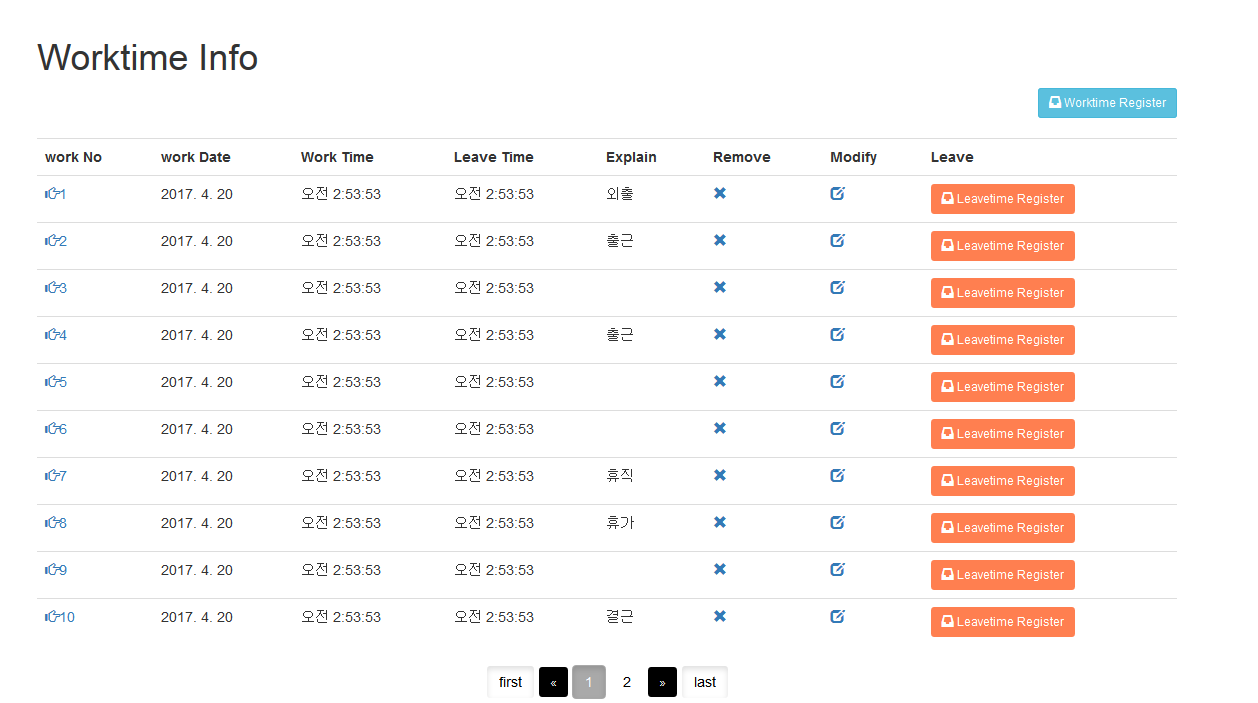 Worktime Info
Worktime Register
work No work Date Work Time Leave Time Explain Remove Modify Leave
1 2017. 4. 20 오전 2:53:53 오전 2:53:53 외출 Leavetime Register
2 2017. 4. 20 오전 2:53:53 오전 2:53:53 출근 Leavetime Register
3 2017. 4. 20 오전 2:53:53 오전 2:53:53 Leavetime Register
4 2017. 4. 20 오전 2:53:53 오전 2:53:53 출근 Leavetime Register
5 2017. 4. 20 오전 2:53:53 오전 2:53:53 Leavetime Register
6 2017. 4. 20 오전 2:53:53 오전 2:53:53 Leavetime Register
7 2017. 4. 20 오전 2:53:53 오전 2:53:53 휴직 Leavetime Register
8 2017. 4. 20 오전 2:53:53 오전 2:53:53 휴가 Leavetime Register
9 2017. 4. 20 오전 2:53:53 오전 2:53:53 Leavetime Register
10 2017. 4. 20 오전 2:53:53 오전 2:53:53 결근 Leavetime Register
first « 1 2 » last